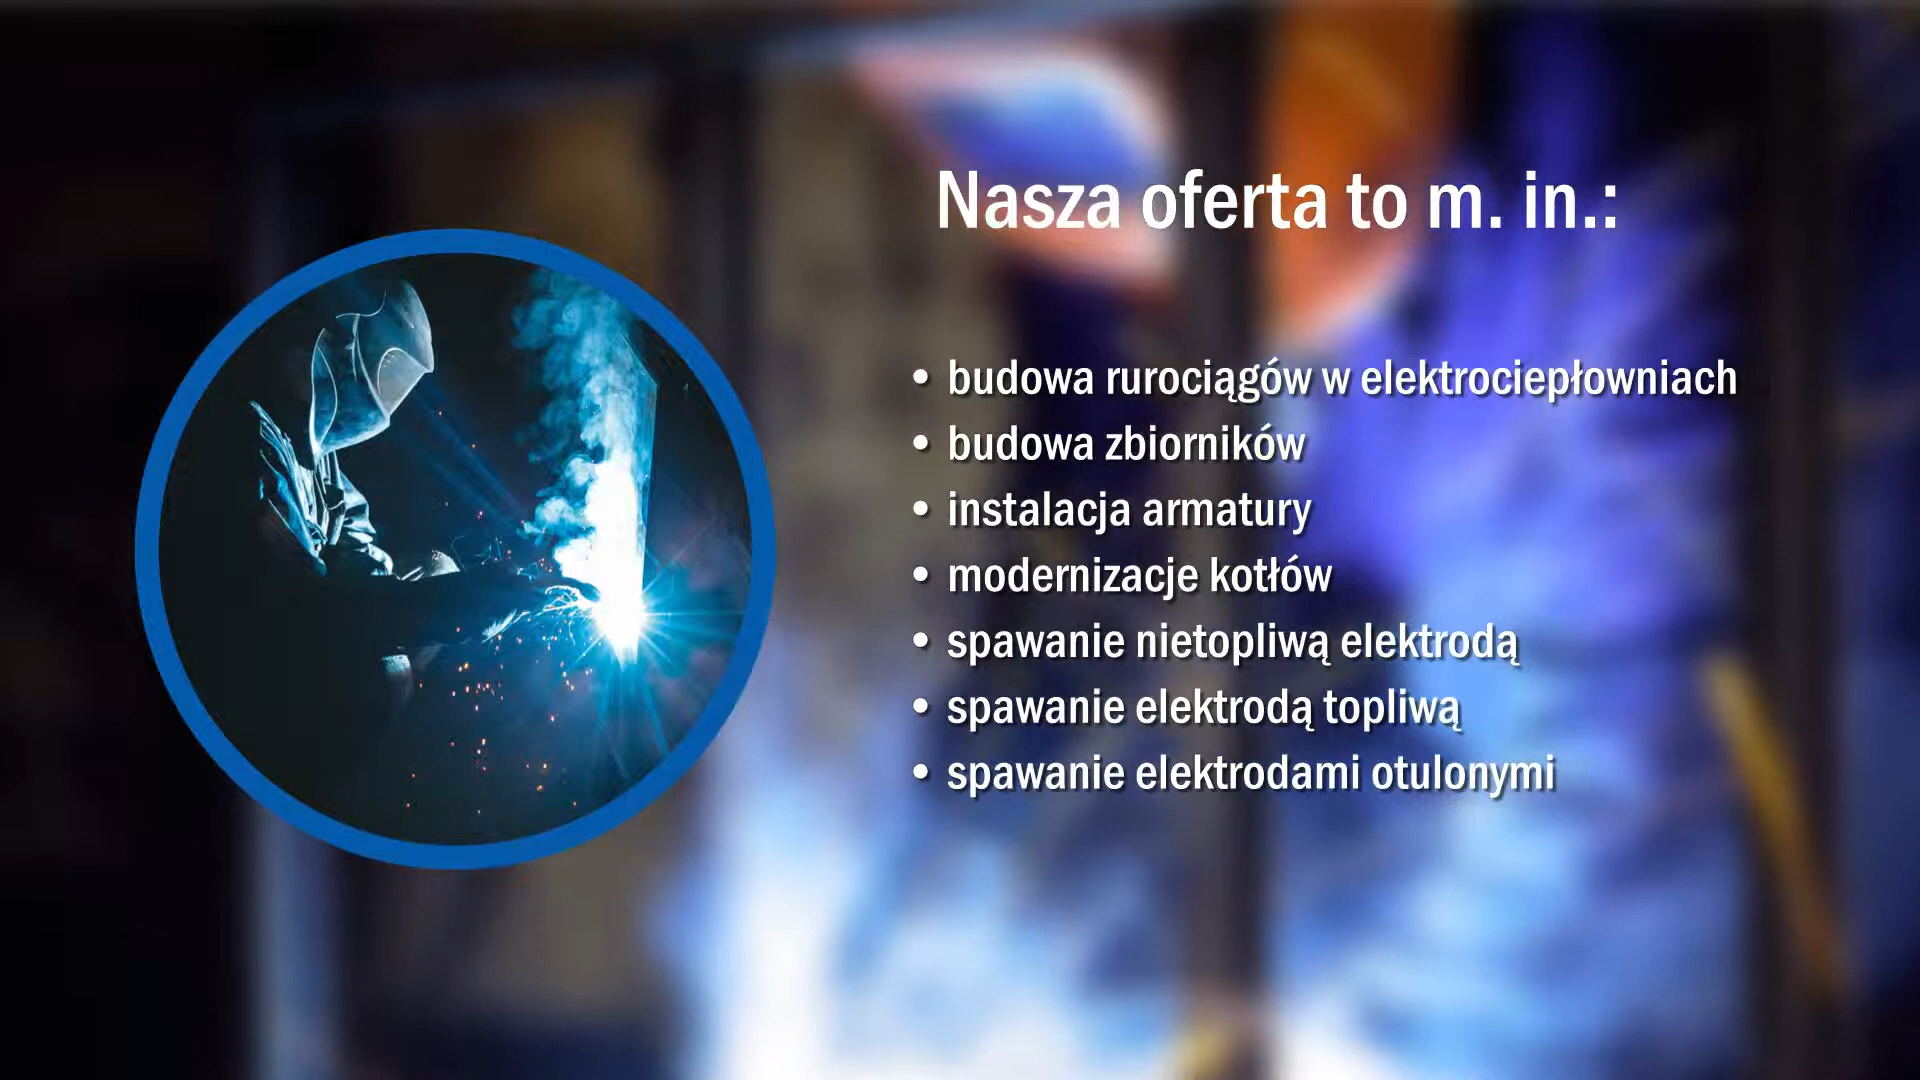 Nasza oferta to m. in.:
• budowa rurociągów w elektrociepłowniach
• budowa zbiorników
• instalacja armatury
• modernizacje kotłów
• spawanie nietopliwą elektrodą
• spawanie elektrodą topliwą
• spawanie elektrodami otulonymi